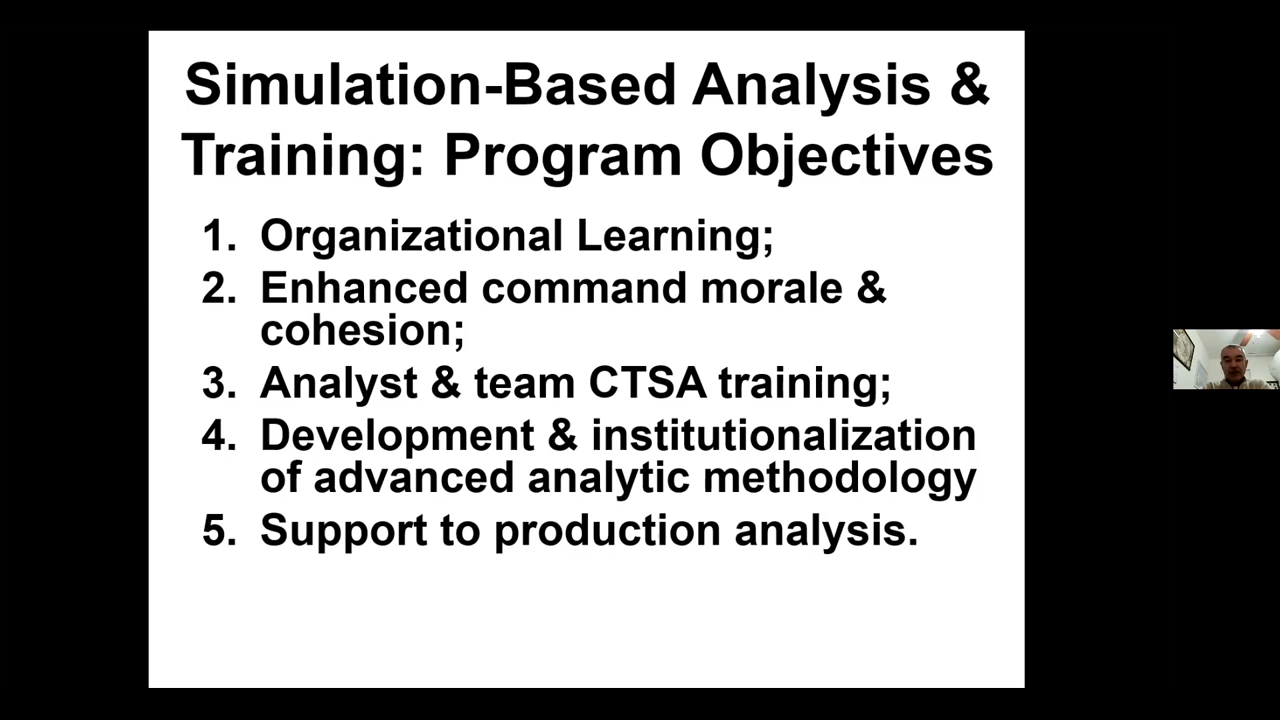 Simulation-Based Analysis &
Training: Program Objectives
1. Organizational Learning;
2. Enhanced command morale &
cohesion;
3. Analyst & team CTSA training;
4. Development & institutionalization
of advanced analytic methodology
5. Support to production analysis.